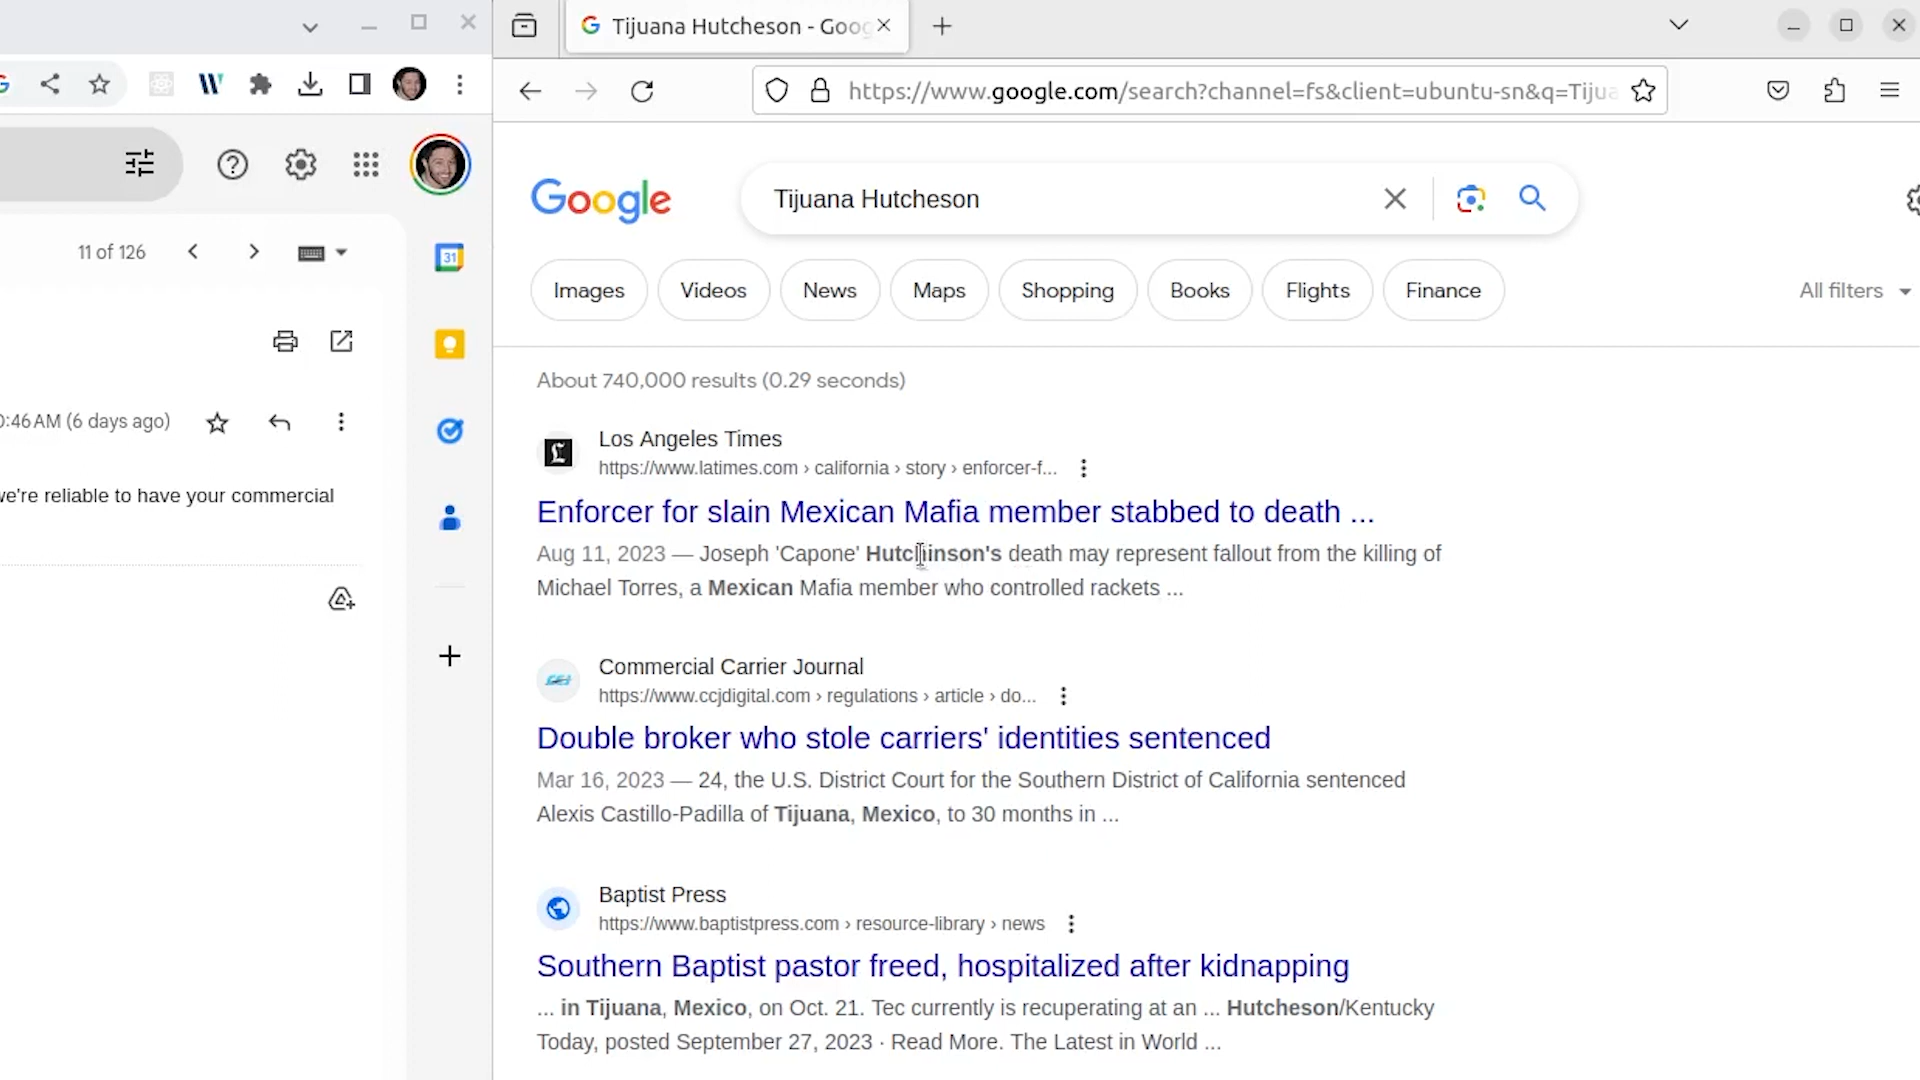 Tijuana Hutcheson - Goog
https://www.google.com/search?channel=fs&client=ubuntu-sn&q=Tijua
Google
Tijuana Hutcheson
Images
Videos
News
Maps
Shopping
Books
Flights
Finance
All filters
About 740,000 results (0.29 seconds)
Los Angeles Times
https://www.latimes.com › california › story › enforcer-f...
Enforcer for slain Mexican Mafia member stabbed to death ...
Aug 11, 2023 — Joseph 'Capone' Hutchinson's death may represent fallout from the killing of
Michael Torres, a Mexican Mafia member who controlled rackets ...
Commercial Carrier Journal
https://www.ccjdigital.com › regulations › article › do...
Double broker who stole carriers' identities sentenced
Mar 16, 2023 — 24, the U.S. District Court for the Southern District of California sentenced
Alexis Castillo-Padilla of Tijuana, Mexico, to 30 months in ...
Baptist Press
https://www.baptistpress.com › resource-library › news
Southern Baptist pastor freed, hospitalized after kidnapping
... in Tijuana, Mexico, on Oct. 21. Tec currently is recuperating at an ... Hutcheson/Kentucky
Today, posted September 27, 2023 · Read More. The Latest in World ...
11 of 126
31
0:46 AM (6 days ago)
we're reliable to have your commercial